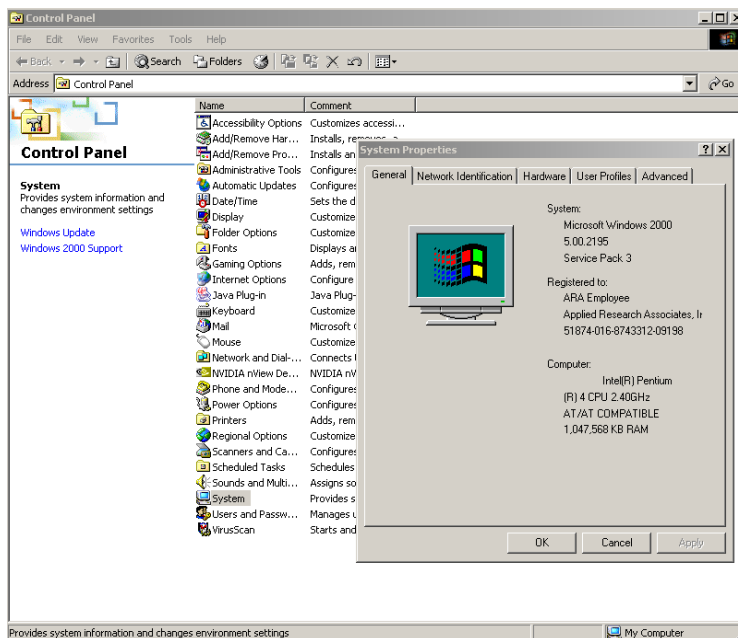 Control Panel
File Edit View Favorites Tools Help
Back Search Folders
Address Control Panel Go
Control Panel
System
Provides system information and
changes environment settings
Windows Update
Windows 2000 Support
Name Comment
Accessibility Options Customizes accessi...
Add/Remove Har... Installs, removes, a
Add/Remove Pro... Installs an
Administrative Tools Configures
Automatic Updates Configures
Date/Time Sets the d
Display Customize
Folder Options Customize
Fonts Displays a
Gaming Options Adds, rem
Internet Options Configure
Java Plug-in Java Plug-
Keyboard Customize
Mail Microsoft
Mouse Customize
Network and Dial-... Connects
NVIDIA nView De... NVIDIA nV
Phone and Mode... Configures
Power Options Configures
Printers Adds, rem
Regional Options Customize
Scanners and Ca... Configures
Scheduled Tasks Schedules
Sounds and Multi... Assigns so
System Provides s
Users and Passw... Manages u
VirusScan Starts and
System Properties
General Network Identification Hardware User Profiles Advanced
System:
Microsoft Windows 2000
5.00.2195
Service Pack 3
Registered to:
ARA Employee
Applied Research Associates, Ir
51874-016-8743312-09198
Computer:
Intel(R) Pentium
(R) 4 CPU 2.40GHz
AT/AT COMPATIBLE
1,047,568 KB RAM
OK Cancel Apply
Provides system information and changes environment settings
My Computer